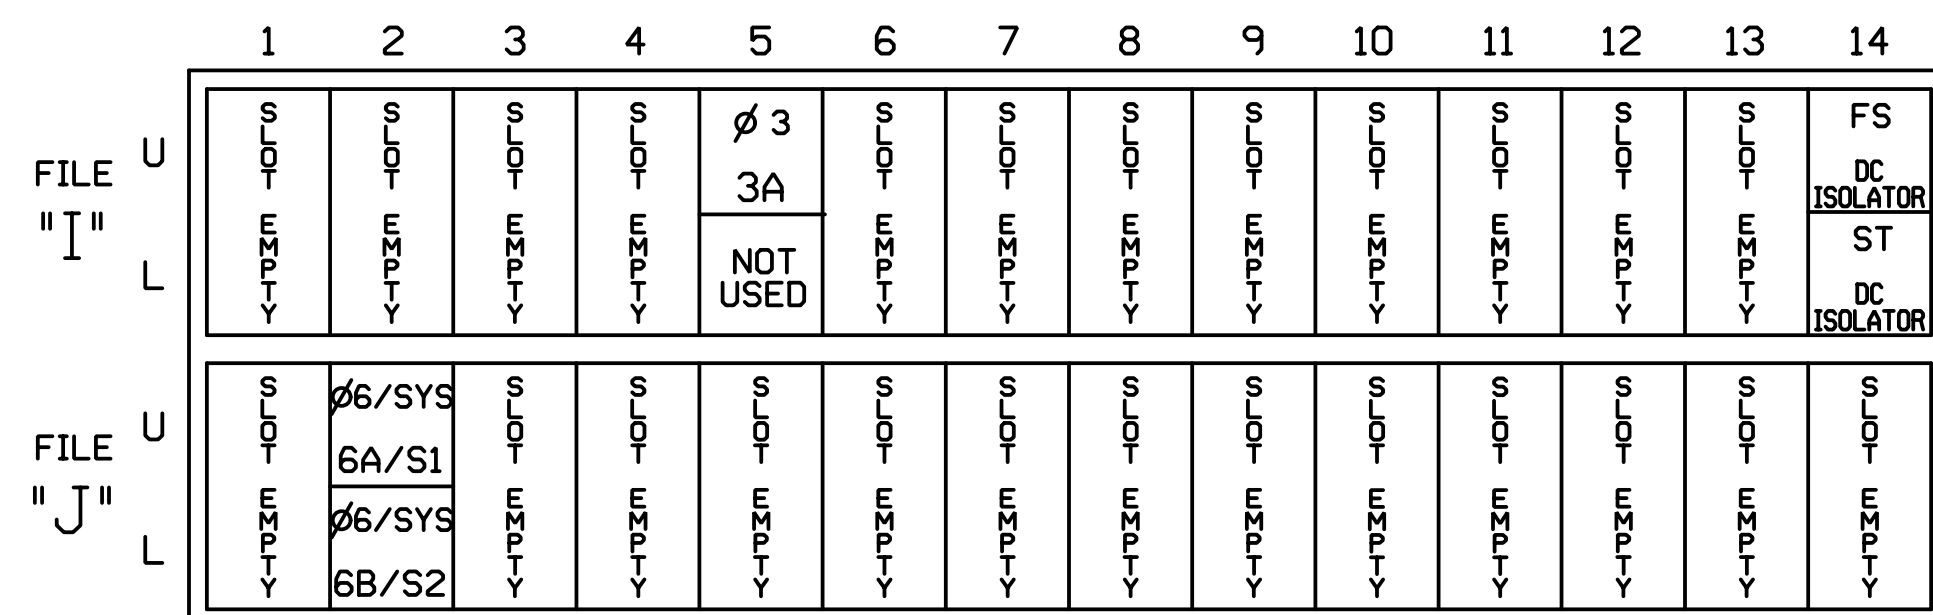 1 2 3 4 5 6 7 8 9 10 11 12 13 14
FILE "I"
U
L
SLOT EMPTY
SLOT EMPTY
SLOT EMPTY
SLOT EMPTY
Ø 3
3A
NOT
USED
SLOT EMPTY
SLOT EMPTY
SLOT EMPTY
SLOT EMPTY
SLOT EMPTY
SLOT EMPTY
SLOT EMPTY
SLOT EMPTY
FS
DC
ISOLATOR
ST
DC
ISOLATOR
FILE "J"
U
L
SLOT EMPTY
Ø6/SYS
6A/S1
Ø6/SYS
6B/S2
SLOT EMPTY
SLOT EMPTY
SLOT EMPTY
SLOT EMPTY
SLOT EMPTY
SLOT EMPTY
SLOT EMPTY
SLOT EMPTY
SLOT EMPTY
SLOT EMPTY
SLOT EMPTY
SLOT EMPTY